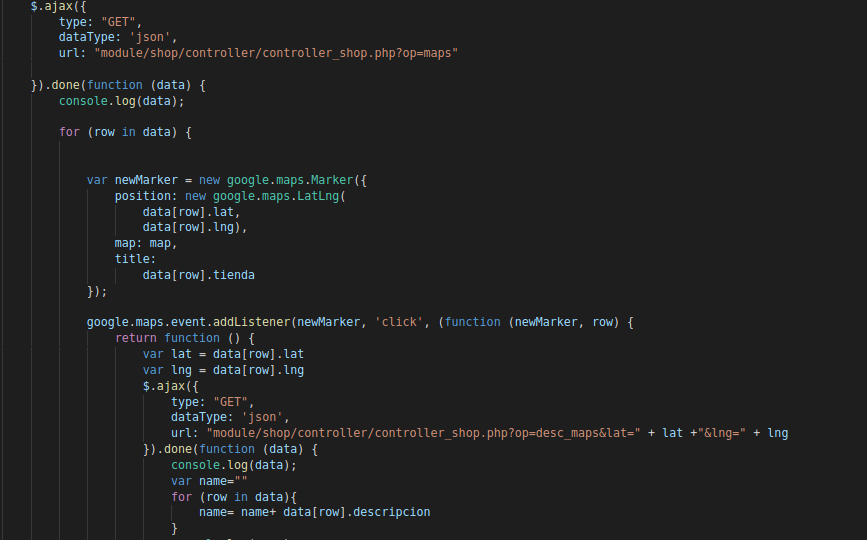 $.ajax({
type: "GET",
dataType: 'json',
url: "module/shop/controller/controller_shop.php?op=maps"
}).done(function (data) {
console.log(data);
for (row in data) {
var newMarker = new google.maps.Marker({
position: new google.maps.LatLng(
data[row].lat,
data[row].lng),
map: map,
title:
data[row].tienda
});
google.maps.event.addListener(newMarker, 'click', (function (newMarker, row) {
return function () {
var lat = data[row].lat
var lng = data[row].lng
$.ajax({
type: "GET",
dataType: 'json',
url: "module/shop/controller/controller_shop.php?op=desc_maps&lat=" + lat +"&lng=" + lng
}).done(function (data) {
console.log(data);
var name=""
for (row in data){
name= name+ data[row].descripcion
}